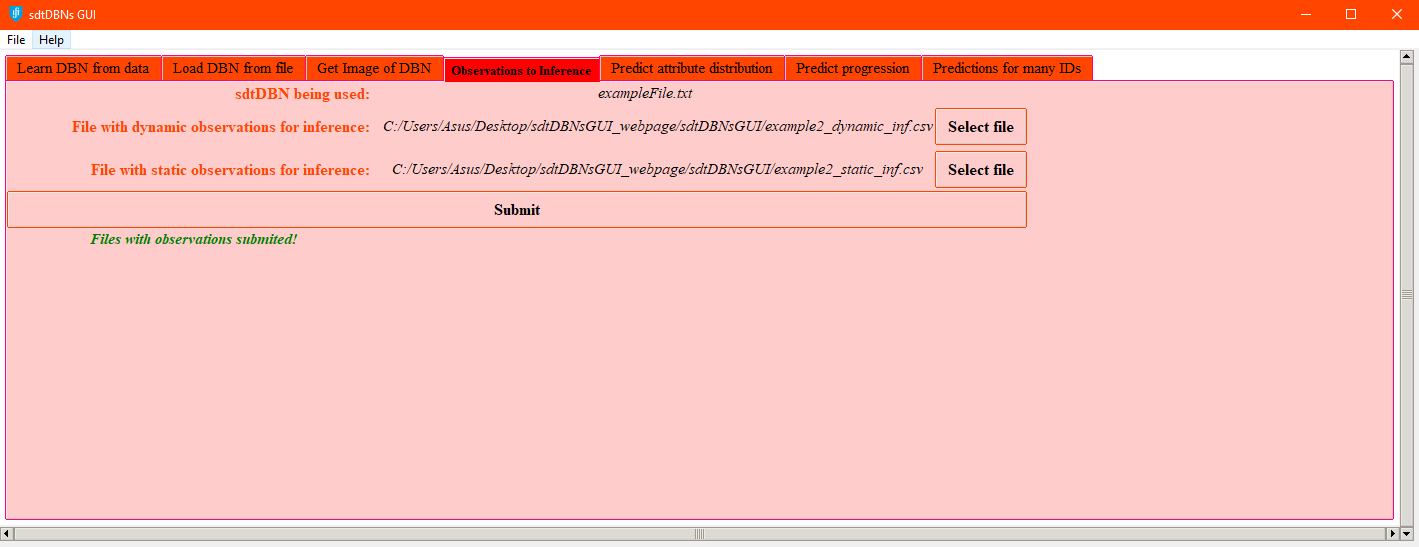 sdtDBNs GUI
File Help
Learn DBN from data Load DBN from file Get Image of DBN Observations to Inference Predict attribute distribution Predict progression Predictions for many IDs
sdtDBN being used: exampleFile.txt
File with dynamic observations for inference: C:/Users/Asus/Desktop/sdtDBNsGUI_webpage/sdtDBNsGUI/example2_dynamic_inf.csv Select file
File with static observations for inference: C:/Users/Asus/Desktop/sdtDBNsGUI_webpage/sdtDBNsGUI/example2_static_inf.csv Select file
Submit
Files with observations submited!